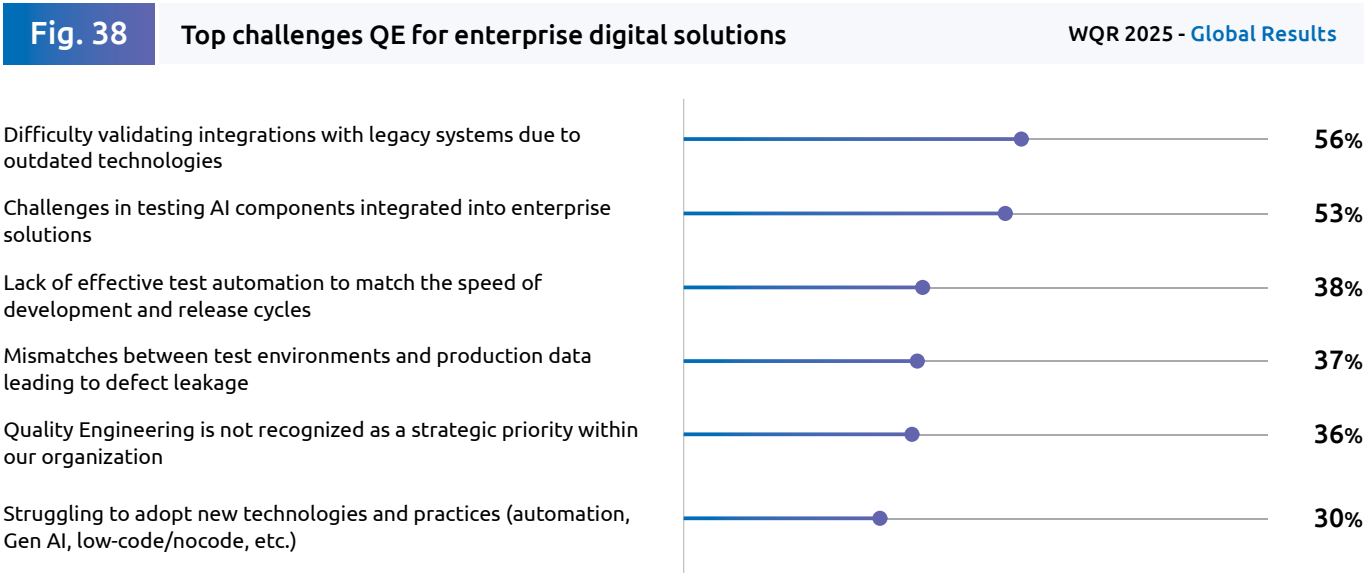 Fig. 38
Top challenges QE for enterprise digital solutions
WQR 2025 - Global Results
Difficulty validating integrations with legacy systems due to
outdated technologies
56%
Challenges in testing AI components integrated into enterprise
solutions
53%
Lack of effective test automation to match the speed of
development and release cycles
38%
Mismatches between test environments and production data
leading to defect leakage
37%
Quality Engineering is not recognized as a strategic priority within
our organization
36%
Struggling to adopt new technologies and practices (automation,
Gen AI, low-code/nocode, etc.)
30%